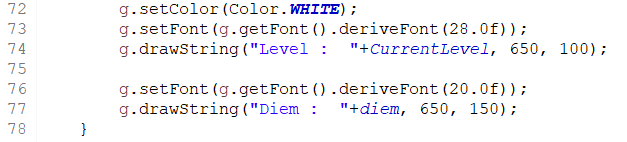 72 g.setColor(Color.WHITE);
73 g.setFont(g.getFont().deriveFont(28.0f));
74 g.drawString("Level :  "+CurrentLevel, 650, 100);
75
76 g.setFont(g.getFont().deriveFont(20.0f));
77 g.drawString("Diem :  "+diem, 650, 150);
78 }